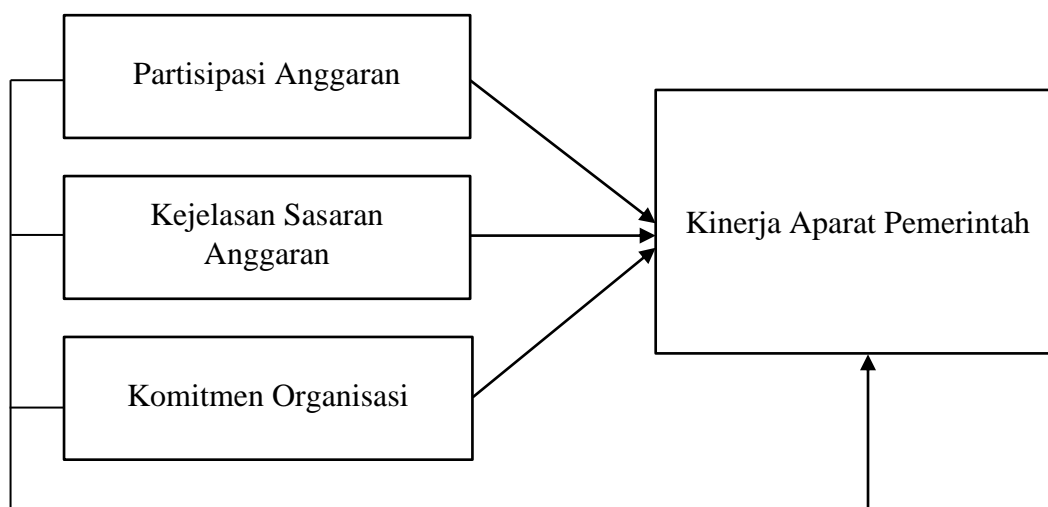 Partisipasi Anggaran
Kejelasan Sasaran
Anggaran
Komitmen Organisasi
Kinerja Aparat Pemerintah